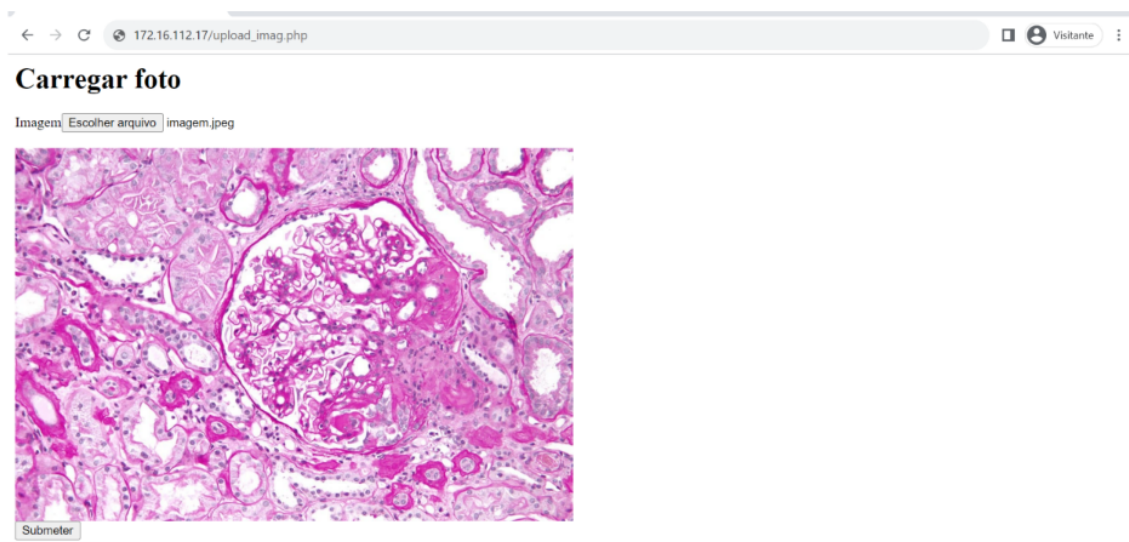 172.16.112.17/upload_imag.php
Visitante
Carregar foto
Imagem Escolher arquivo imagem.jpeg
Submeter